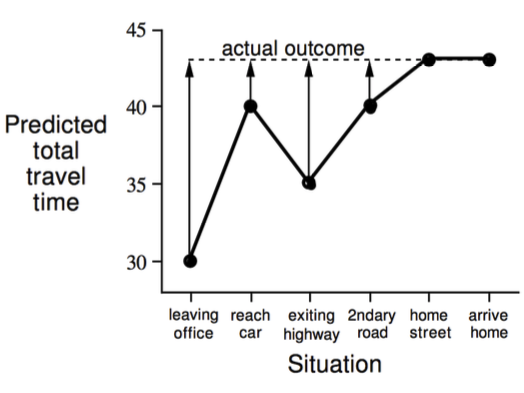 45
actual outcome
40
Predicted
total
travel
time
35
30
leaving
office
reach
car
exiting
highway
2ndary
road
home
street
arrive
home
Situation